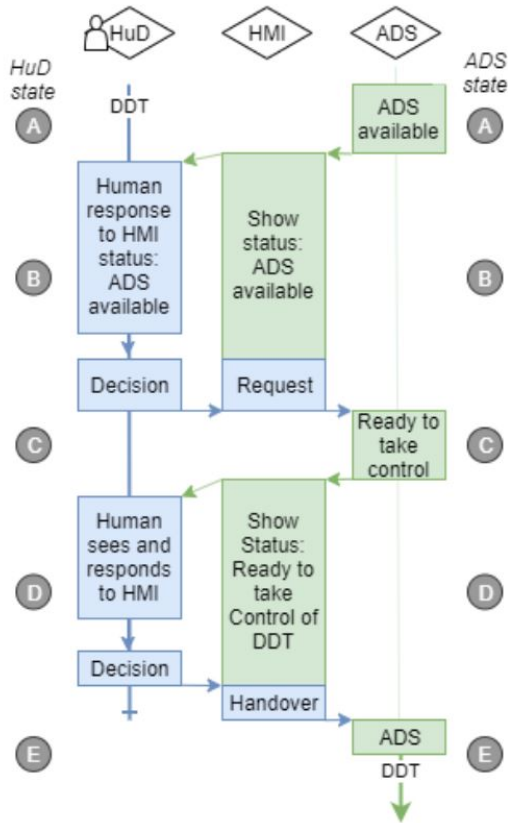 HuD
HMI
ADS
HuD
state
ADS
state
DDT
ADS
available
A
A
Human
response
to HMI
status:
ADS
available
Show
status:
ADS
available
B
B
Decision
Request
C
Ready to
take
control
C
Human
sees and
responds
to HMI
Show
Status:
Ready to
take
Control of
DDT
D
D
Decision
Handover
ADS
E
E
DDT